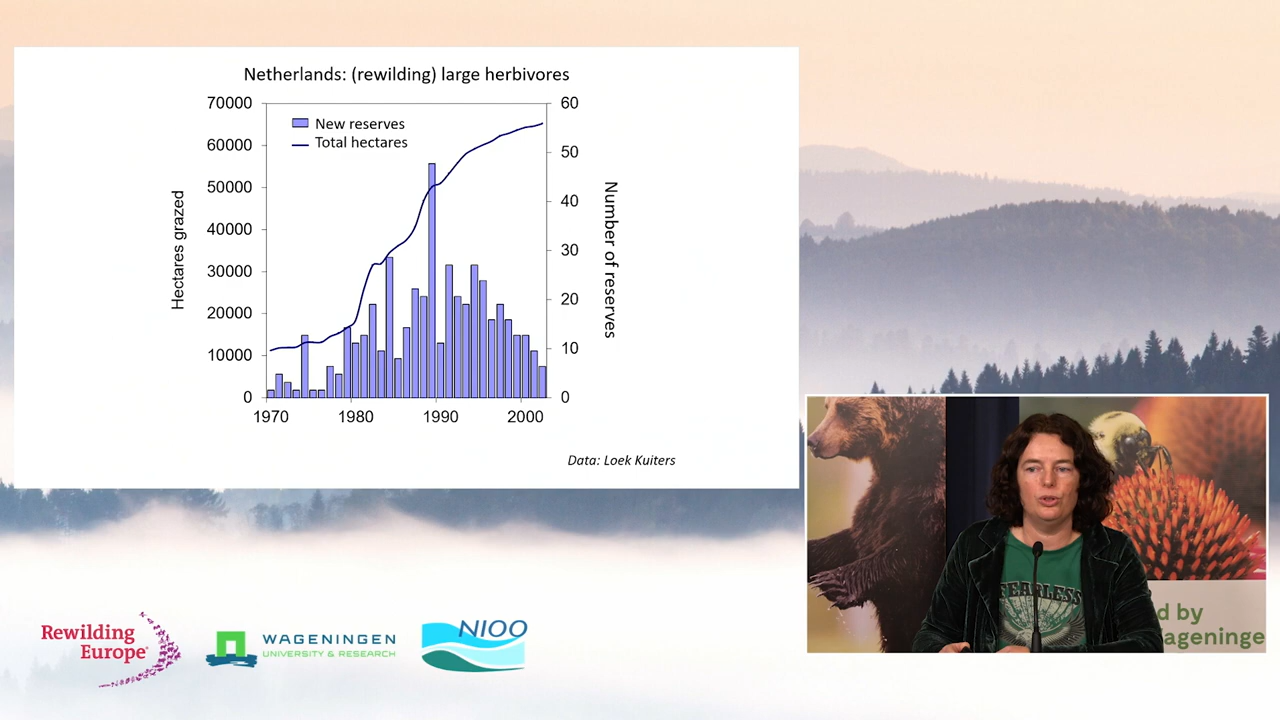 Netherlands: (rewilding) large herbivores
70000
60000
50000
40000
30000
20000
10000
0
Hectares grazed
New reserves
Total hectares
60
50
40
30
20
10
0
Number of reserves
1970
1980
1990
2000
Data: Loek Kuiters
FEARLESS
d by
ageninge
Rewilding
Europe
WAGENINGEN
UNIVERSITY & RESEARCH
NIOO